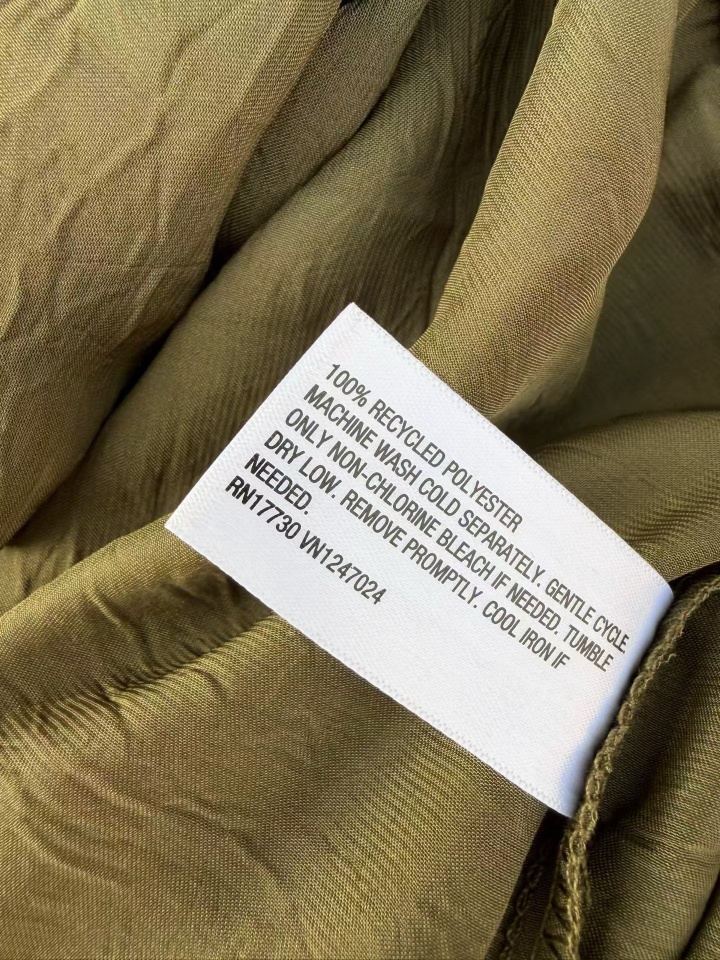 100% RECYCLED POLYESTER
MACHINE WASH COLD SEPARATELY. GENTLE CYCLE
ONLY NON-CHLORINE BLEACH IF NEEDED. TUMBLE
DRY LOW. REMOVE PROMPTLY. COOL IRON IF
NEEDED.
RN17730 VN1247024